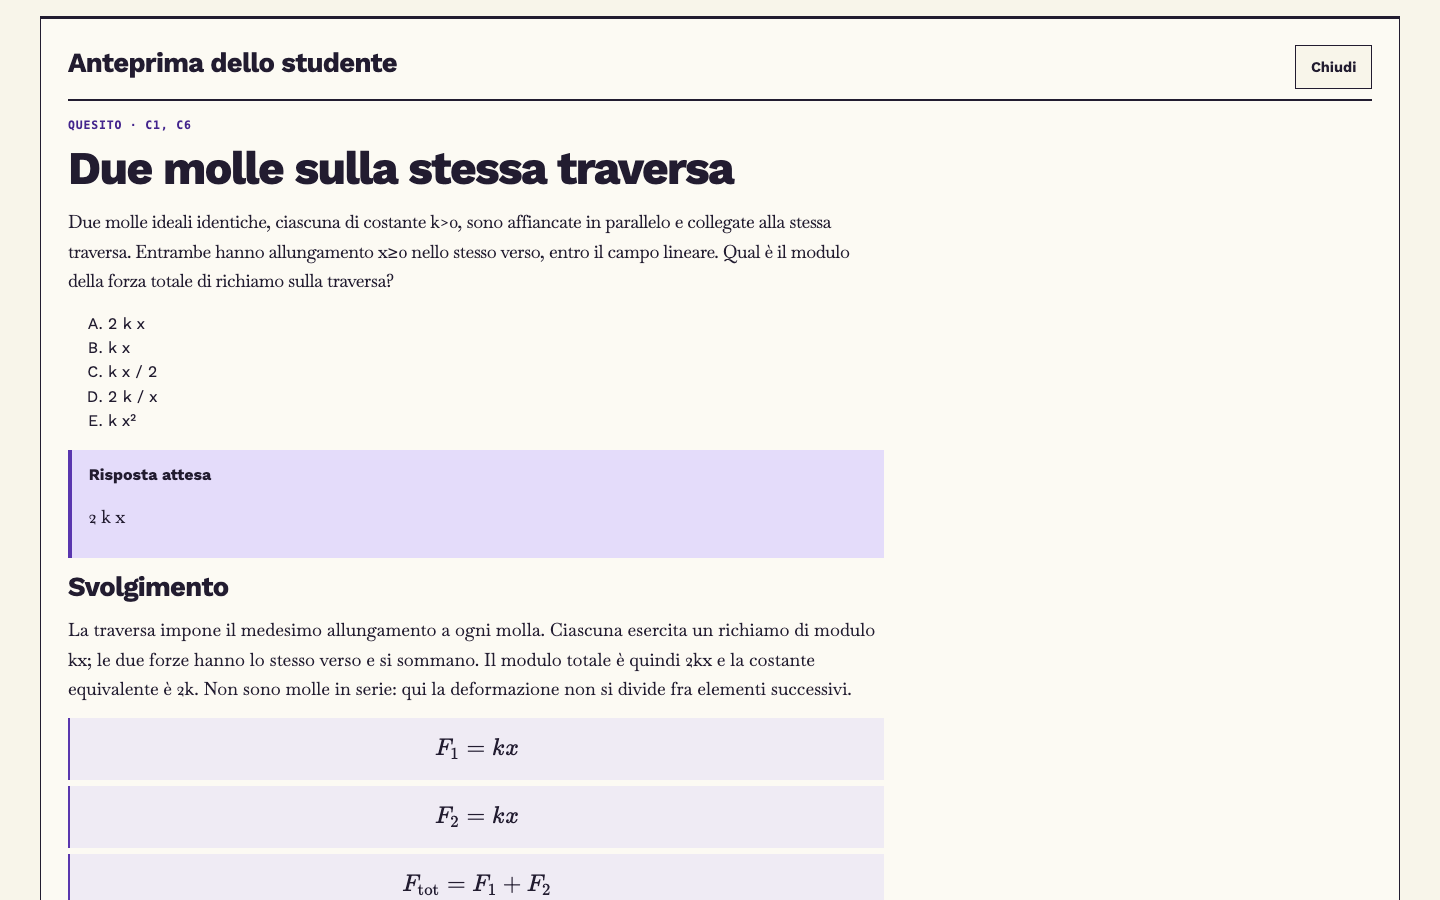 Anteprima dello studente
Chiudi
QUESITO · C1, C6
Due molle sulla stessa traversa
Due molle ideali identiche, ciascuna di costante k>0, sono affiancate in parallelo e collegate alla stessa
traversa. Entrambe hanno allungamento x≥0 nello stesso verso, entro il campo lineare. Qual è il modulo
della forza totale di richiamo sulla traversa?
A. 2 k x
B. k x
C. k x / 2
D. 2 k / x
E. k x²
Risposta attesa
2 k x
Svolgimento
La traversa impone il medesimo allungamento a ogni molla. Ciascuna esercita un richiamo di modulo
kx; le due forze hanno lo stesso verso e si sommano. Il modulo totale è quindi 2kx e la costante
equivalente è 2k. Non sono molle in serie: qui la deformazione non si divide fra elementi successivi.
F₁ = kx
F₂ = kx
F_tot = F₁ + F₂